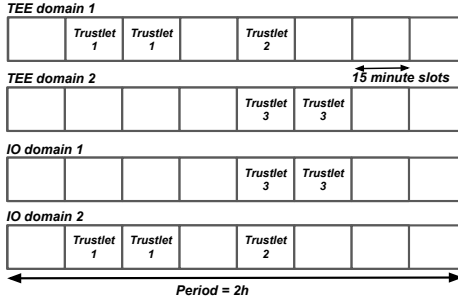 TEE domain 1
Trustlet 1 Trustlet 1 Trustlet 2
15 minute slots
TEE domain 2
Trustlet 3 Trustlet 3
IO domain 1
Trustlet 3 Trustlet 3
IO domain 2
Trustlet 1 Trustlet 1 Trustlet 2
Period = 2h